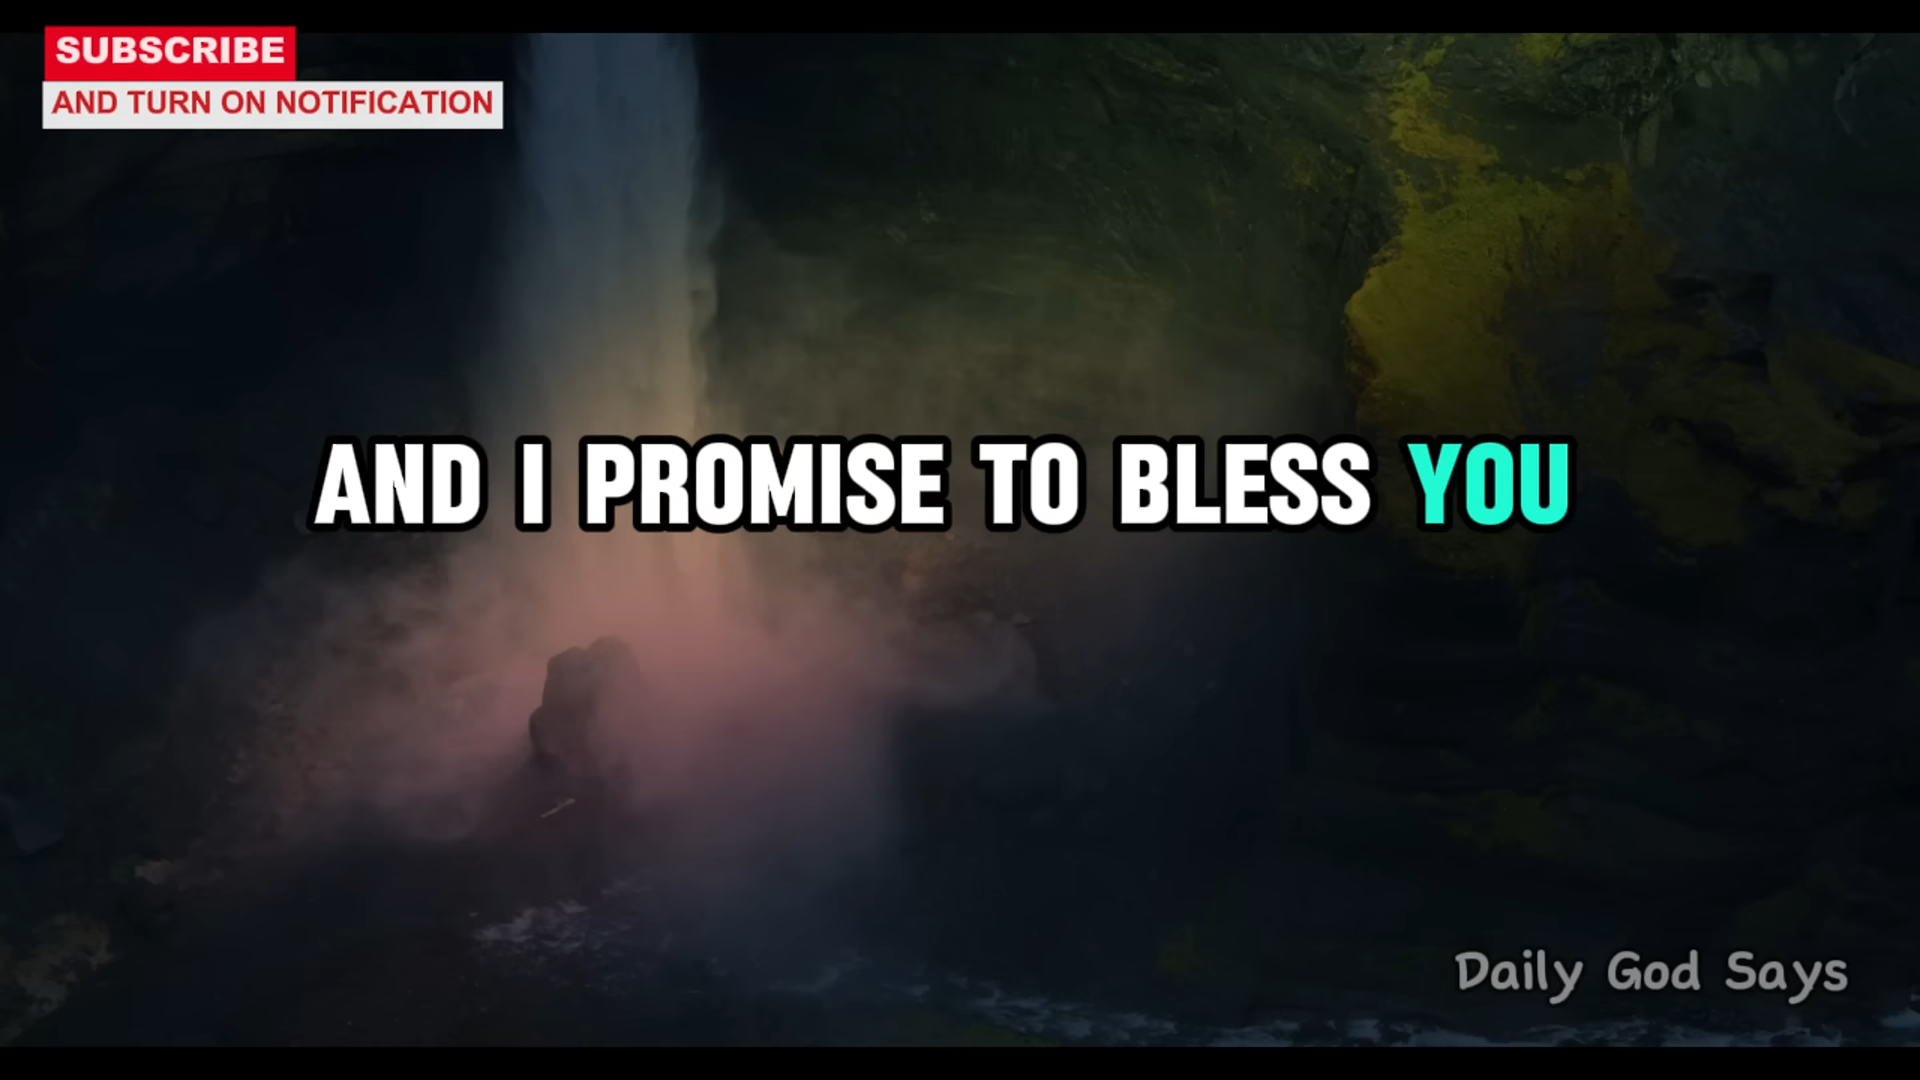 SUBSCRIBE
AND TURN ON NOTIFICATION
AND I PROMISE TO BLESS YOU
Daily God Says